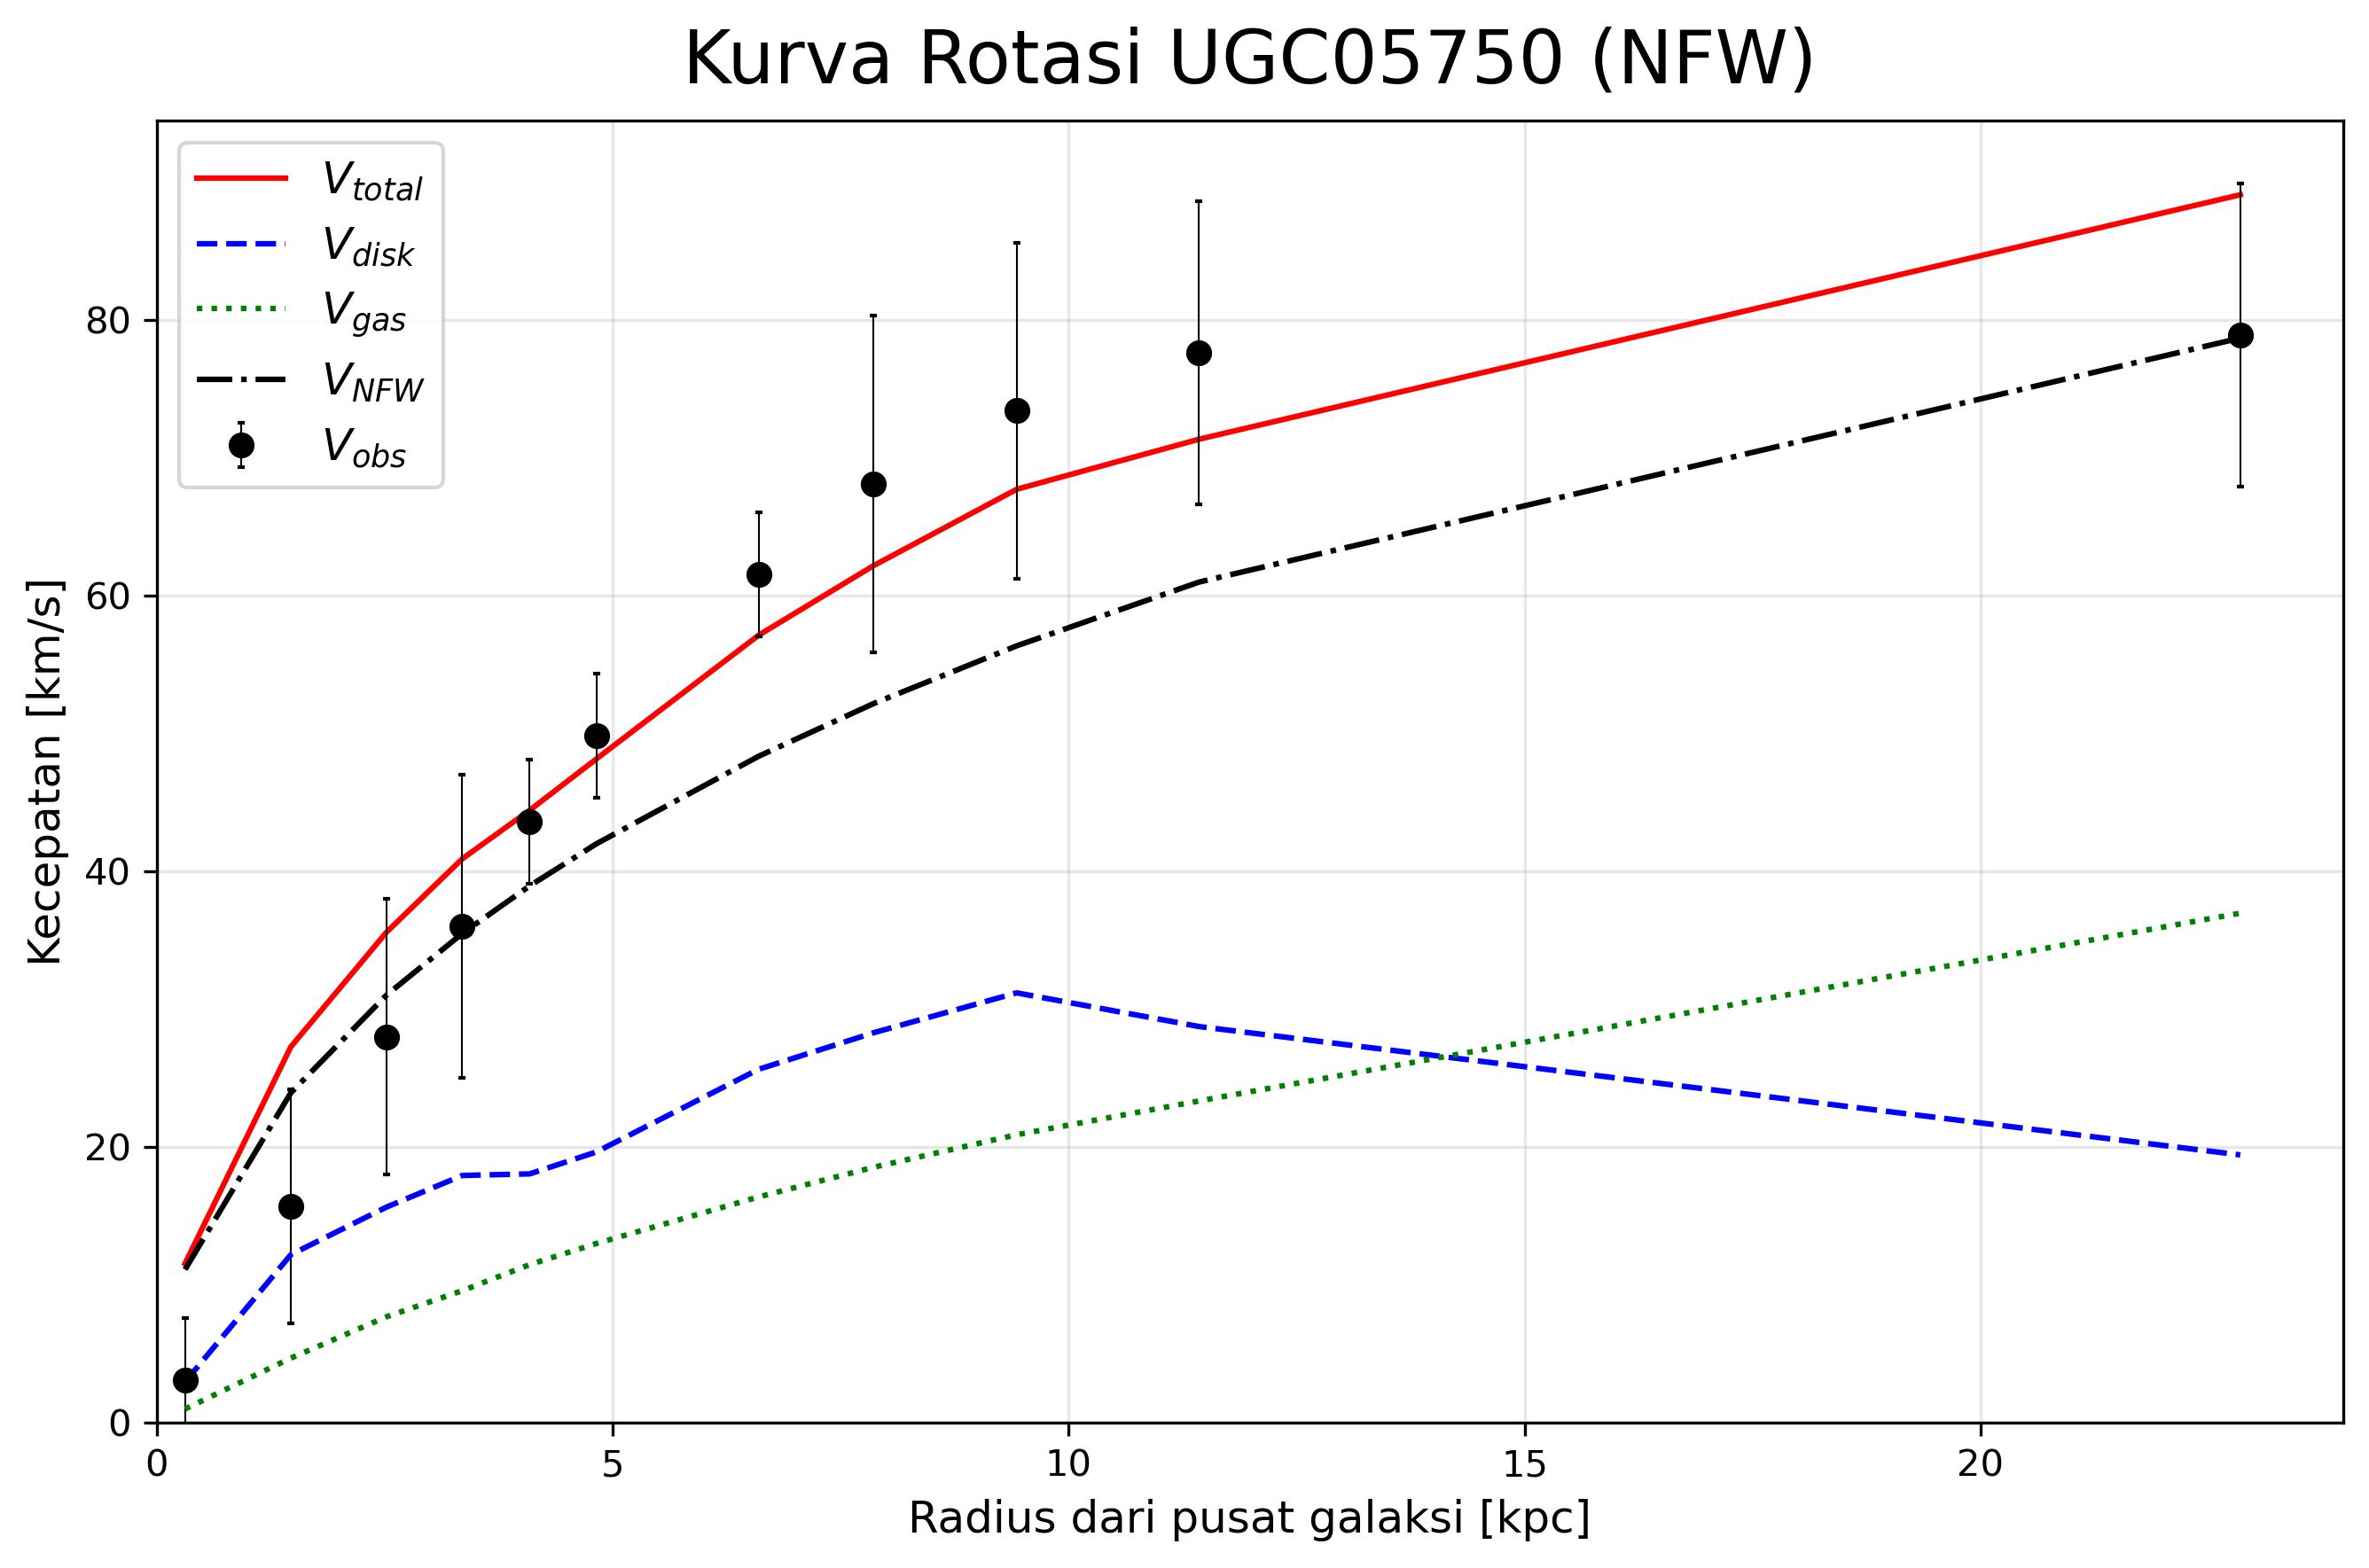 Kurva Rotasi UGC05750 (NFW)
V_total
V_disk
V_gas
V_NFW
V_obs
Kecepatan [km/s]
80
60
40
20
0
0 5 10 15 20
Radius dari pusat galaksi [kpc]